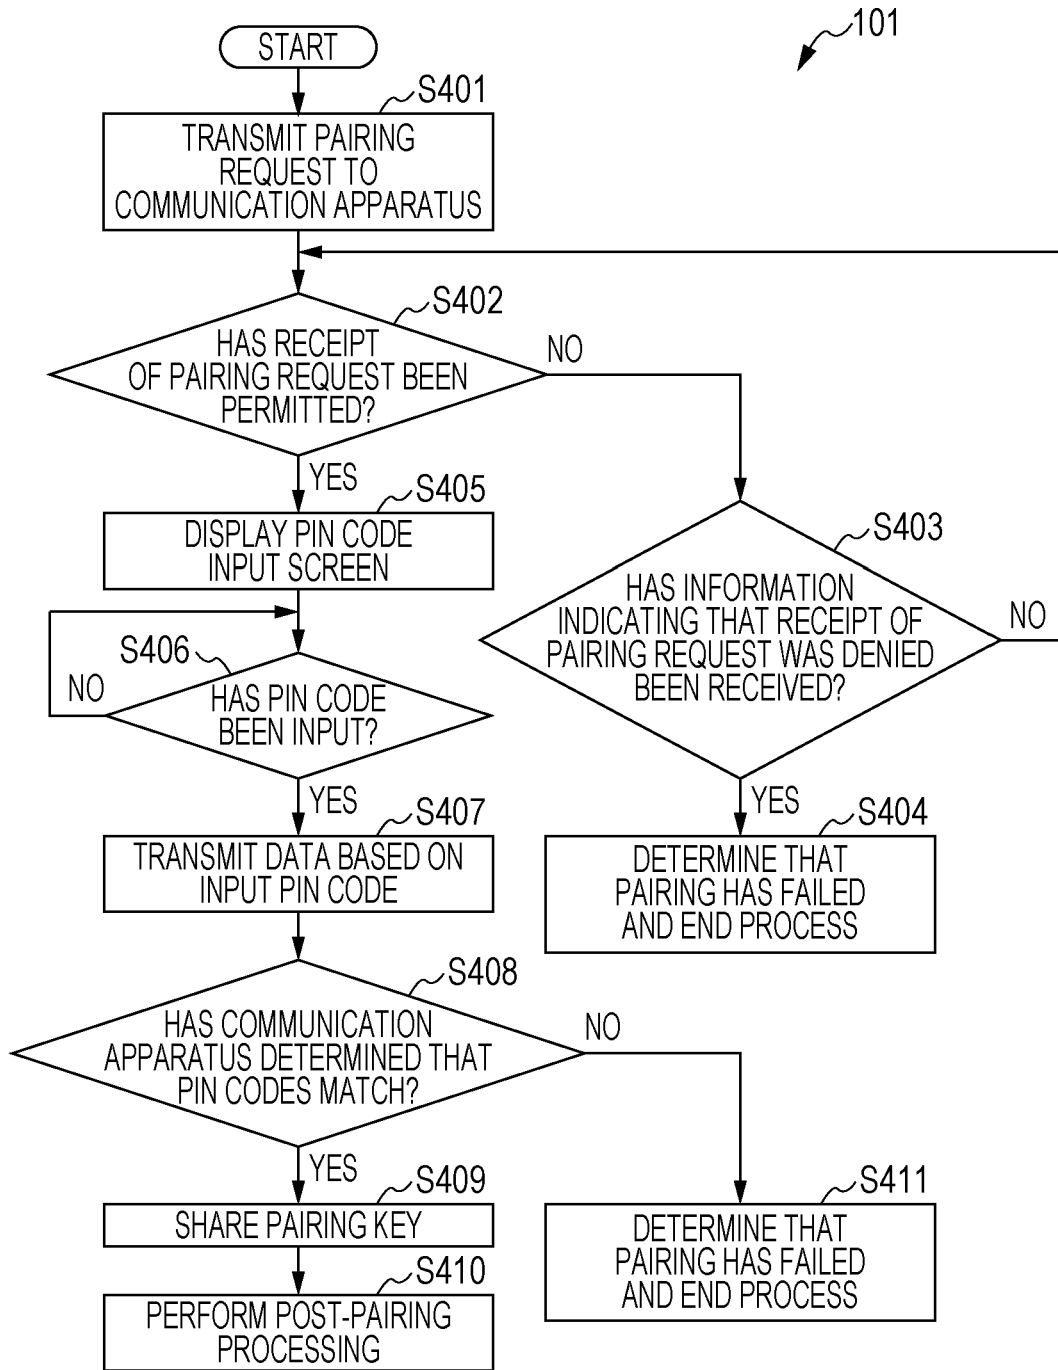 101
START
S401
TRANSMIT PAIRING
REQUEST TO
COMMUNICATION APPARATUS
S402
HAS RECEIPT
OF PAIRING REQUEST BEEN
PERMITTED?
NO
YES
S405
DISPLAY PIN CODE
INPUT SCREEN
S403
HAS INFORMATION
INDICATING THAT RECEIPT OF
PAIRING REQUEST WAS DENIED
BEEN RECEIVED?
NO
S406
NO
HAS PIN CODE
BEEN INPUT?
YES
YES
S407
TRANSMIT DATA BASED ON
INPUT PIN CODE
S404
DETERMINE THAT
PAIRING HAS FAILED
AND END PROCESS
S408
HAS COMMUNICATION
APPARATUS DETERMINED THAT
PIN CODES MATCH?
NO
YES
S409
SHARE PAIRING KEY
S411
DETERMINE THAT
PAIRING HAS FAILED
AND END PROCESS
S410
PERFORM POST-PAIRING
PROCESSING